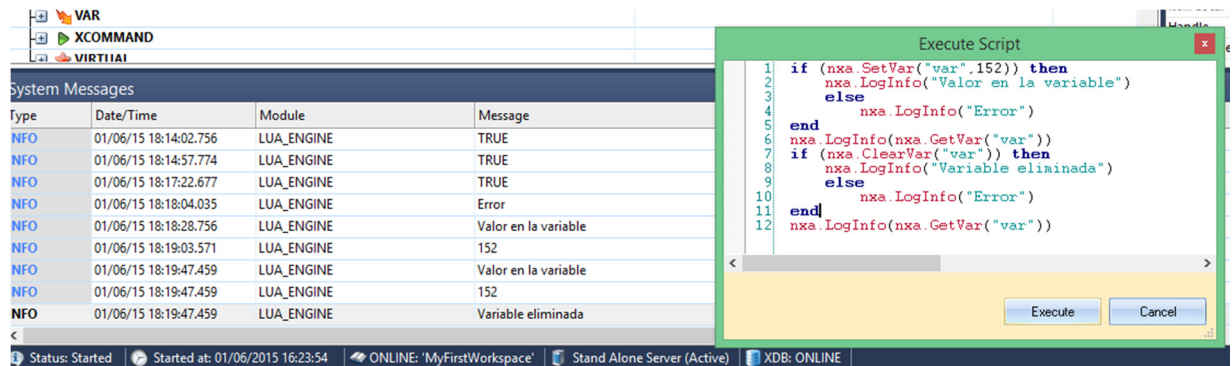 VAR
XCOMMAND
VIRTUAL
Handle
System Messages
Type Date/Time Module Message
NFO 01/06/15 18:14:02.756 LUA_ENGINE TRUE
NFO 01/06/15 18:14:57.774 LUA_ENGINE TRUE
NFO 01/06/15 18:17:22.677 LUA_ENGINE TRUE
NFO 01/06/15 18:18:04.035 LUA_ENGINE Error
NFO 01/06/15 18:18:28.756 LUA_ENGINE Valor en la variable
NFO 01/06/15 18:19:03.571 LUA_ENGINE 152
NFO 01/06/15 18:19:47.459 LUA_ENGINE Valor en la variable
NFO 01/06/15 18:19:47.459 LUA_ENGINE 152
NFO 01/06/15 18:19:47.459 LUA_ENGINE Variable eliminada
Execute Script
x
1 if (nxa.SetVar("var",152)) then
2 nxa.LogInfo("Valor en la variable")
3 else
4 nxa.LogInfo("Error")
5 end
6 nxa.LogInfo(nxa.GetVar("var"))
7 if (nxa.ClearVar("var")) then
8 nxa.LogInfo("Variable eliminada")
9 else
10 nxa.LogInfo("Error")
11 end
12 nxa.LogInfo(nxa.GetVar("var"))
Execute Cancel
Status: Started Started at: 01/06/2015 16:23:54 ONLINE: 'MyFirstWorkspace' Stand Alone Server (Active) XDB: ONLINE